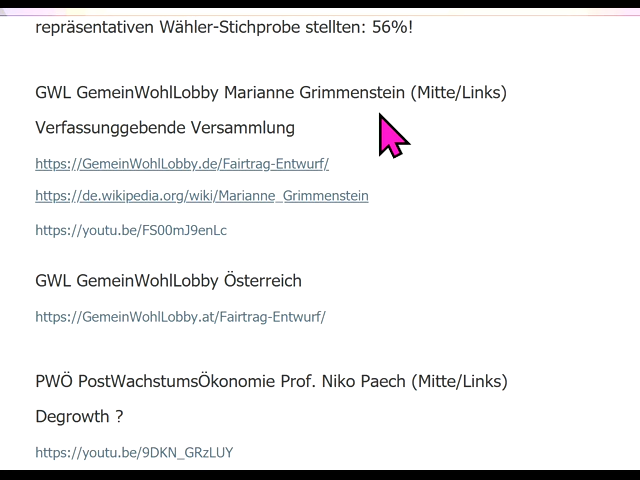 repräsentativen Wähler-Stichprobe stellten: 56%!
GWL GemeinWohlLobby Marianne Grimmenstein (Mitte/Links)
Verfassunggebende Versammlung
https://GemeinWohlLobby.de/Fairtrag-Entwurf/
https://de.wikipedia.org/wiki/Marianne_Grimmenstein
https://youtu.be/FS00mJ9enLc
GWL GemeinWohlLobby Österreich
https://GemeinWohlLobby.at/Fairtrag-Entwurf/
PWÖ PostWachstumsÖkonomie Prof. Niko Paech (Mitte/Links)
Degrowth ?
https://youtu.be/9DKN_GRzLUY